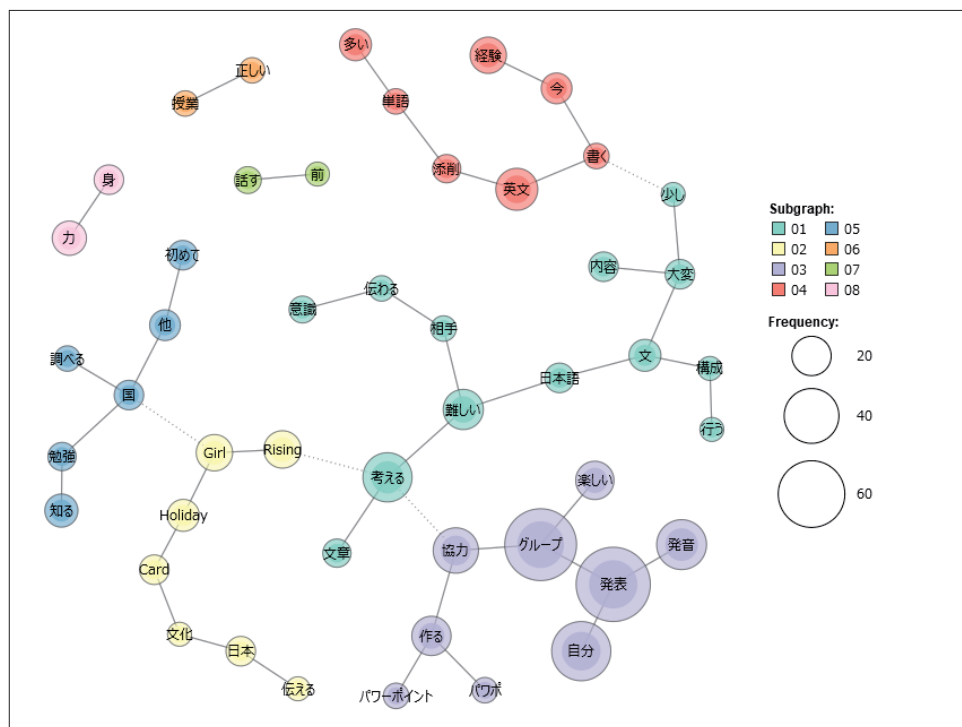 多い
経験
正しい
今
授業
単語
書く
添削
前
身
話す
英文
少し
力
初めて
内容
大変
伝わる
意識
他
相手
文
調べる
構成
日本語
国
難しい
行う
勉強
Girl
Rising
考える
楽しい
知る
Holiday
文章
協力
グループ
発音
Card
発表
文化
作る
日本
自分
伝える
パワーポイント
パワポ
Subgraph:
01 05
02 06
03 07
04 08
Frequency:
20
40
60